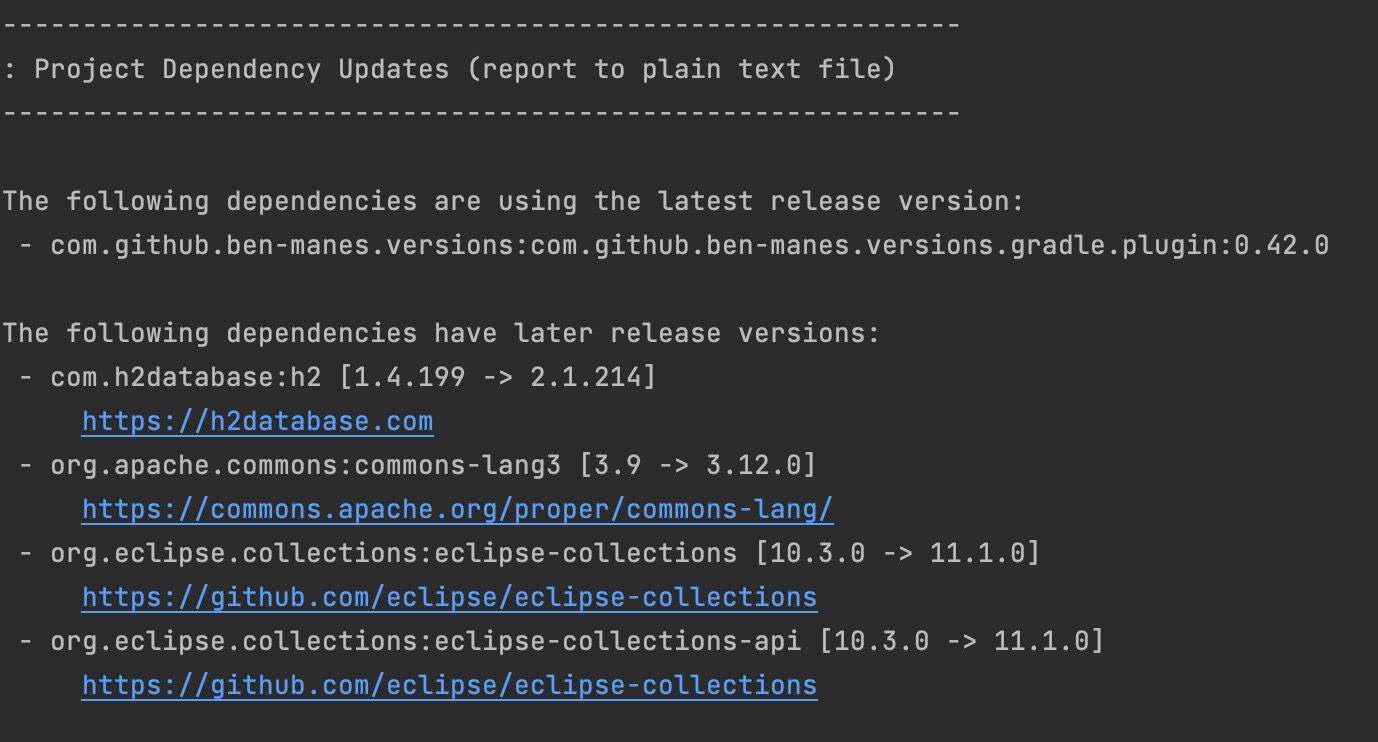 ------------------------------------------------------------
: Project Dependency Updates (report to plain text file)
------------------------------------------------------------
The following dependencies are using the latest release version:
- com.github.ben-manes.versions:com.github.ben-manes.versions.gradle.plugin:0.42.0
The following dependencies have later release versions:
- com.h2database:h2 [1.4.199 -> 2.1.214]
https://h2database.com
- org.apache.commons:commons-lang3 [3.9 -> 3.12.0]
https://commons.apache.org/proper/commons-lang/
- org.eclipse.collections:eclipse-collections [10.3.0 -> 11.1.0]
https://github.com/eclipse/eclipse-collections
- org.eclipse.collections:eclipse-collections-api [10.3.0 -> 11.1.0]
https://github.com/eclipse/eclipse-collections